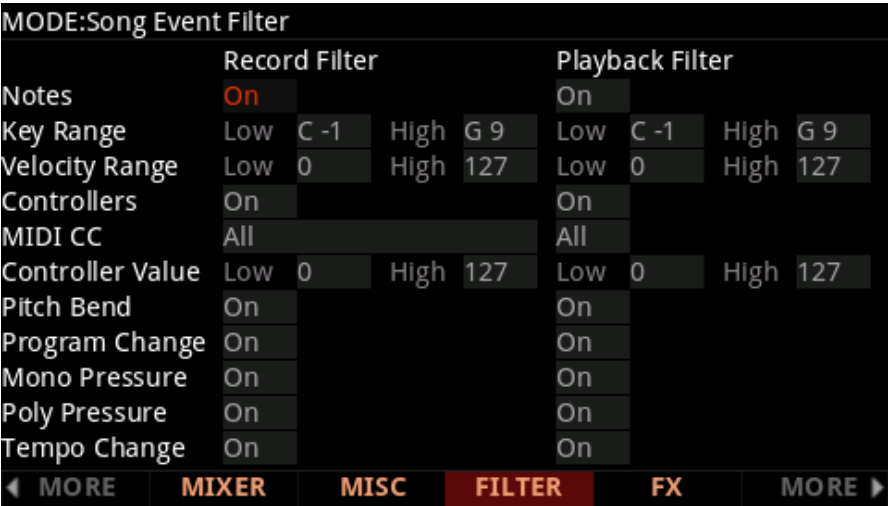 MODE:Song Event Filter
Record Filter Playback Filter
Notes On On
Key Range Low C -1 High G 9 Low C -1 High G 9
Velocity Range Low 0 High 127 Low 0 High 127
Controllers On On
MIDI CC All All
Controller Value Low 0 High 127 Low 0 High 127
Pitch Bend On On
Program Change On On
Mono Pressure On On
Poly Pressure On On
Tempo Change On On
MORE MIXER MISC FILTER FX MORE